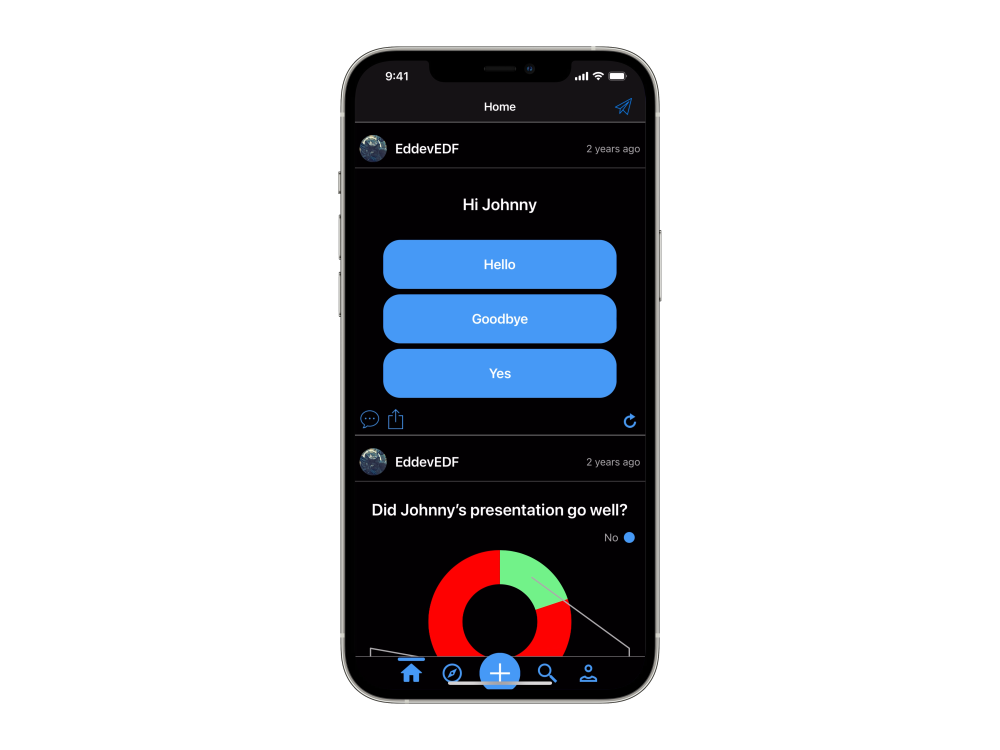 9:41
Home
EddevEDF
2 years ago
Hi Johnny
Hello
Goodbye
Yes
EddevEDF
2 years ago
Did Johnny's presentation go well?
No